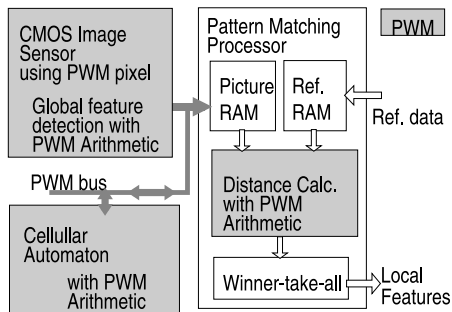 CMOS Image
Sensor
using PWM pixel
Global feature
detection with
PWM Arithmetic
PWM bus
Cellullar
Automaton
with PWM
Arithmetic
Pattern Matching
Processor
Picture
RAM
Ref.
RAM
Distance Calc.
with PWM
Arithmetic
Winner-take-all
PWM
Ref. data
Local
Features